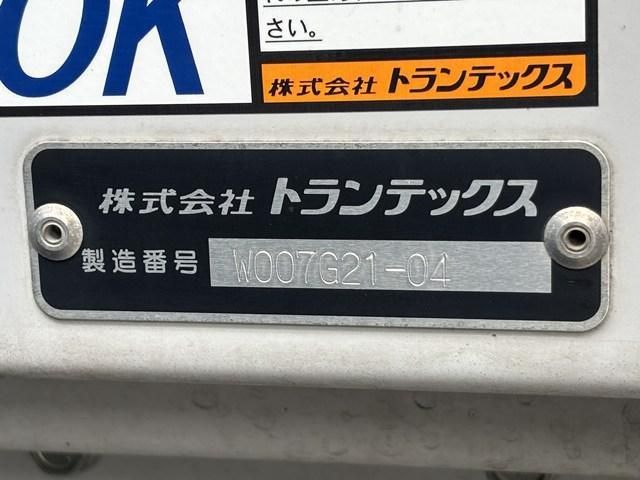 OK
さい。
株式会社 トランテックス
株式会社 トランテックス
製造番号 W007G21-04